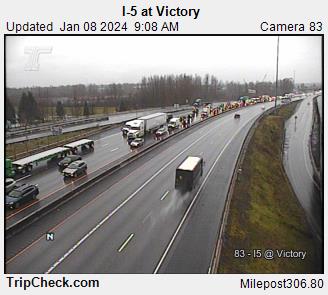 I-5 at Victory
Updated Jan 08 2024 9:08 AM Camera 83
TR
N
83 - I5 @ Victory
TripCheck.com Milepost306.80